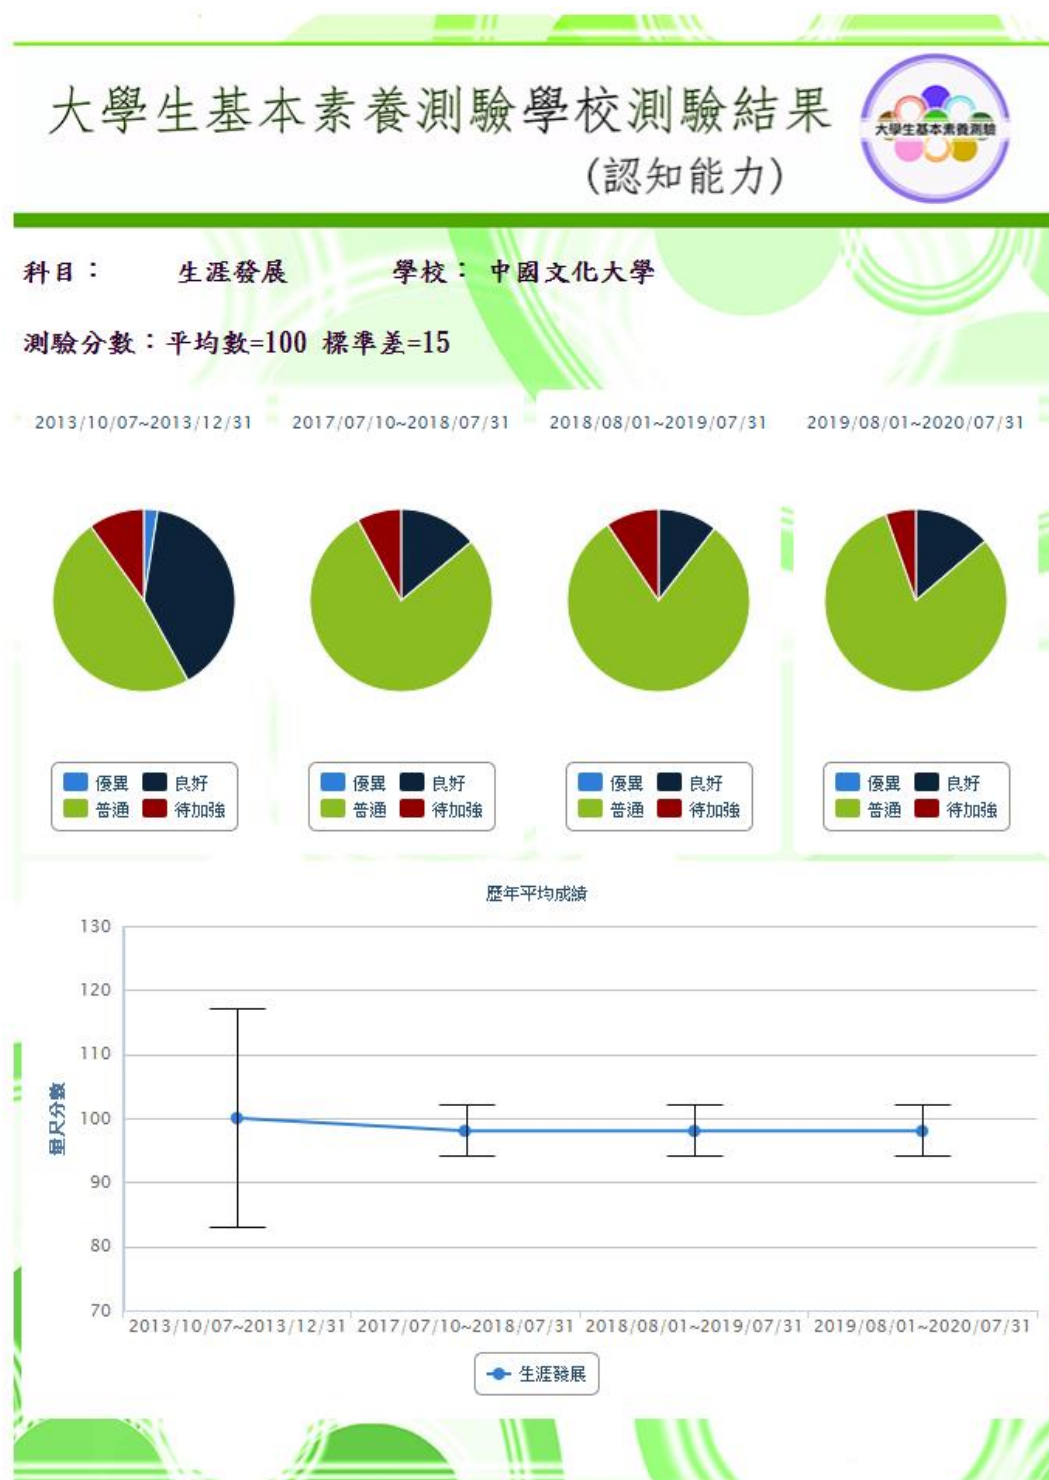 大學生基本素養測驗學校測驗結果
(認知能力)
大學生基本素養測驗
科目： 生涯發展 學校： 中國文化大學
測驗分數：平均數=100 標準差=15
2013/10/07~2013/12/31 2017/07/10~2018/07/31 2018/08/01~2019/07/31 2019/08/01~2020/07/31
優異 良好 優異 良好 優異 良好 優異 良好
普通 待加強 普通 待加強 普通 待加強 普通 待加強
歷年平均成績
130
120
110
100
90
80
70
量尺分數
2013/10/07~2013/12/31 2017/07/10~2018/07/31 2018/08/01~2019/07/31 2019/08/01~2020/07/31
生涯發展